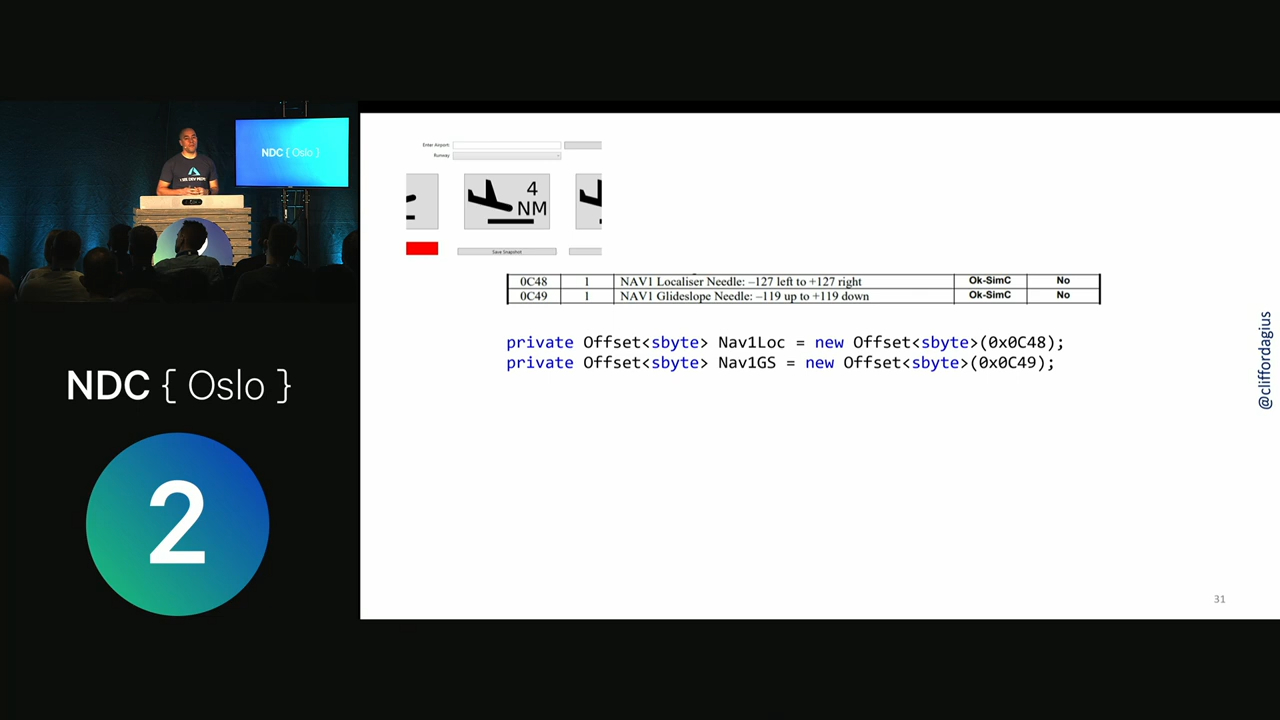 NDC { Oslo }
I THE DEV
Enter Airport:
Runway
4
NM
Save Snapshot
0C48 1 NAV1 Localiser Needle: –127 left to +127 right Ok-SimC No
0C49 1 NAV1 Glideslope Needle: –119 up to +119 down Ok-SimC No
private Offset<sbyte> Nav1Loc = new Offset<sbyte>(0x0C48);
private Offset<sbyte> Nav1GS = new Offset<sbyte>(0x0C49);
@cliffordagius
NDC { Oslo }
2
31